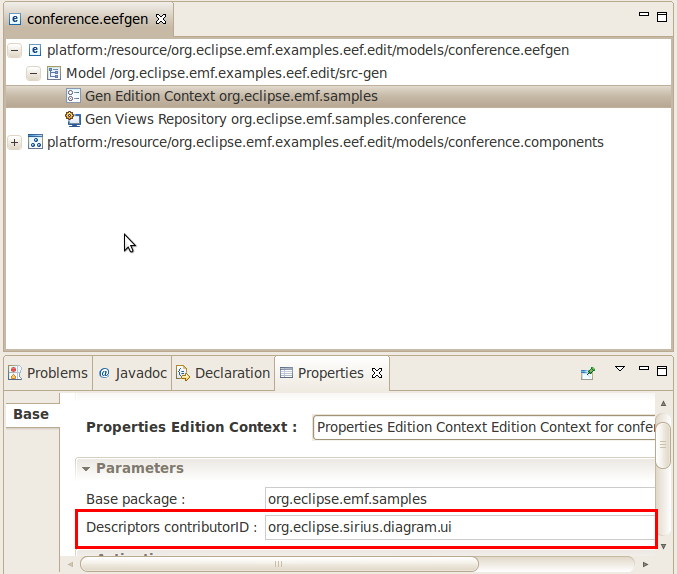 conference.eefgen
platform:/resource/org.eclipse.emf.examples.eef.edit/models/conference.eefgen
Model /org.eclipse.emf.examples.eef.edit/src-gen
Gen Edition Context org.eclipse.emf.samples
Gen Views Repository org.eclipse.emf.samples.conference
platform:/resource/org.eclipse.emf.examples.eef.edit/models/conference.components
Problems @ Javadoc Declaration Properties
Base
Properties Edition Context : Properties Edition Context Edition Context for confer
Parameters
Base package : org.eclipse.emf.samples
Descriptors contributorID : org.eclipse.sirius.diagram.ui